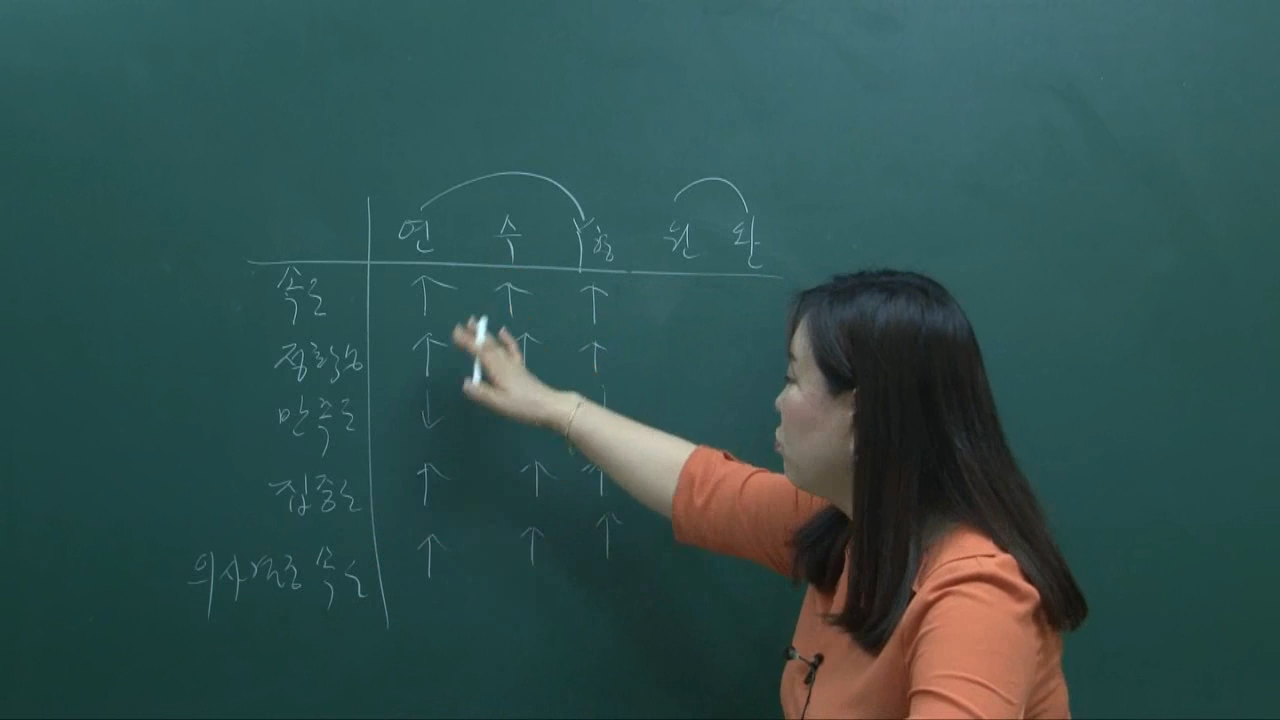 연 수 Y형 원 완
속도 ↑ ↑ ↑
정확성 ↑ ↑ ↑
만족도 ↓
집중도 ↑ ↑ ↑
의사결정 속도 ↑ ↑ ↑